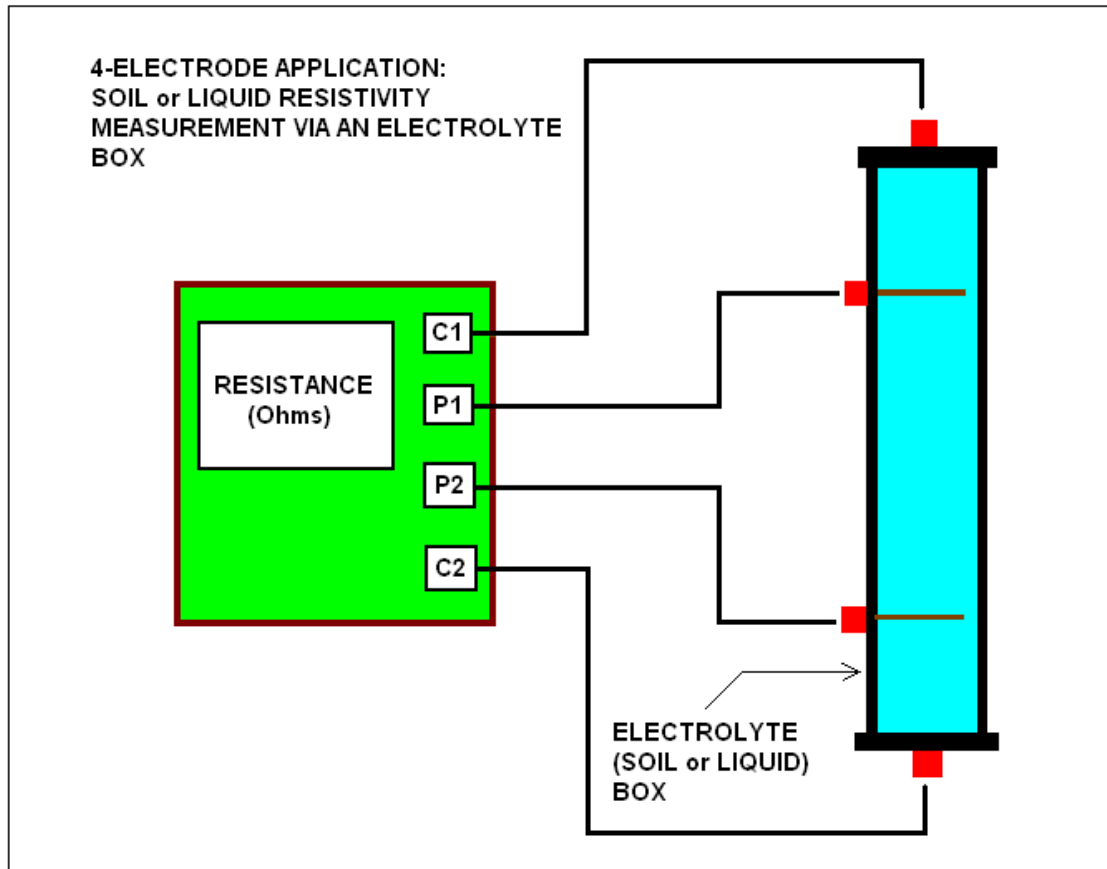 4-ELECTRODE APPLICATION:
SOIL or LIQUID RESISTIVITY
MEASUREMENT VIA AN ELECTROLYTE
BOX
C1
RESISTANCE
(Ohms)
P1
P2
C2
ELECTROLYTE
(SOIL or LIQUID)
BOX